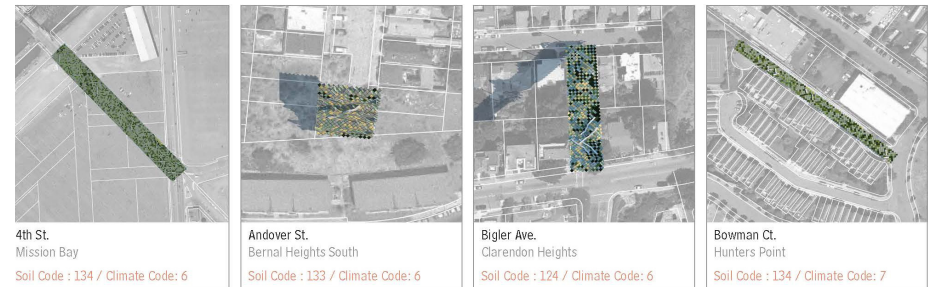 4th St.
Mission Bay
Soil Code : 134 / Climate Code: 6
Andover St.
Bernal Heights South
Soil Code : 133 / Climate Code: 6
Bigler Ave.
Clarendon Heights
Soil Code : 124 / Climate Code: 6
Bowman Ct.
Hunters Point
Soil Code : 134 / Climate Code: 7